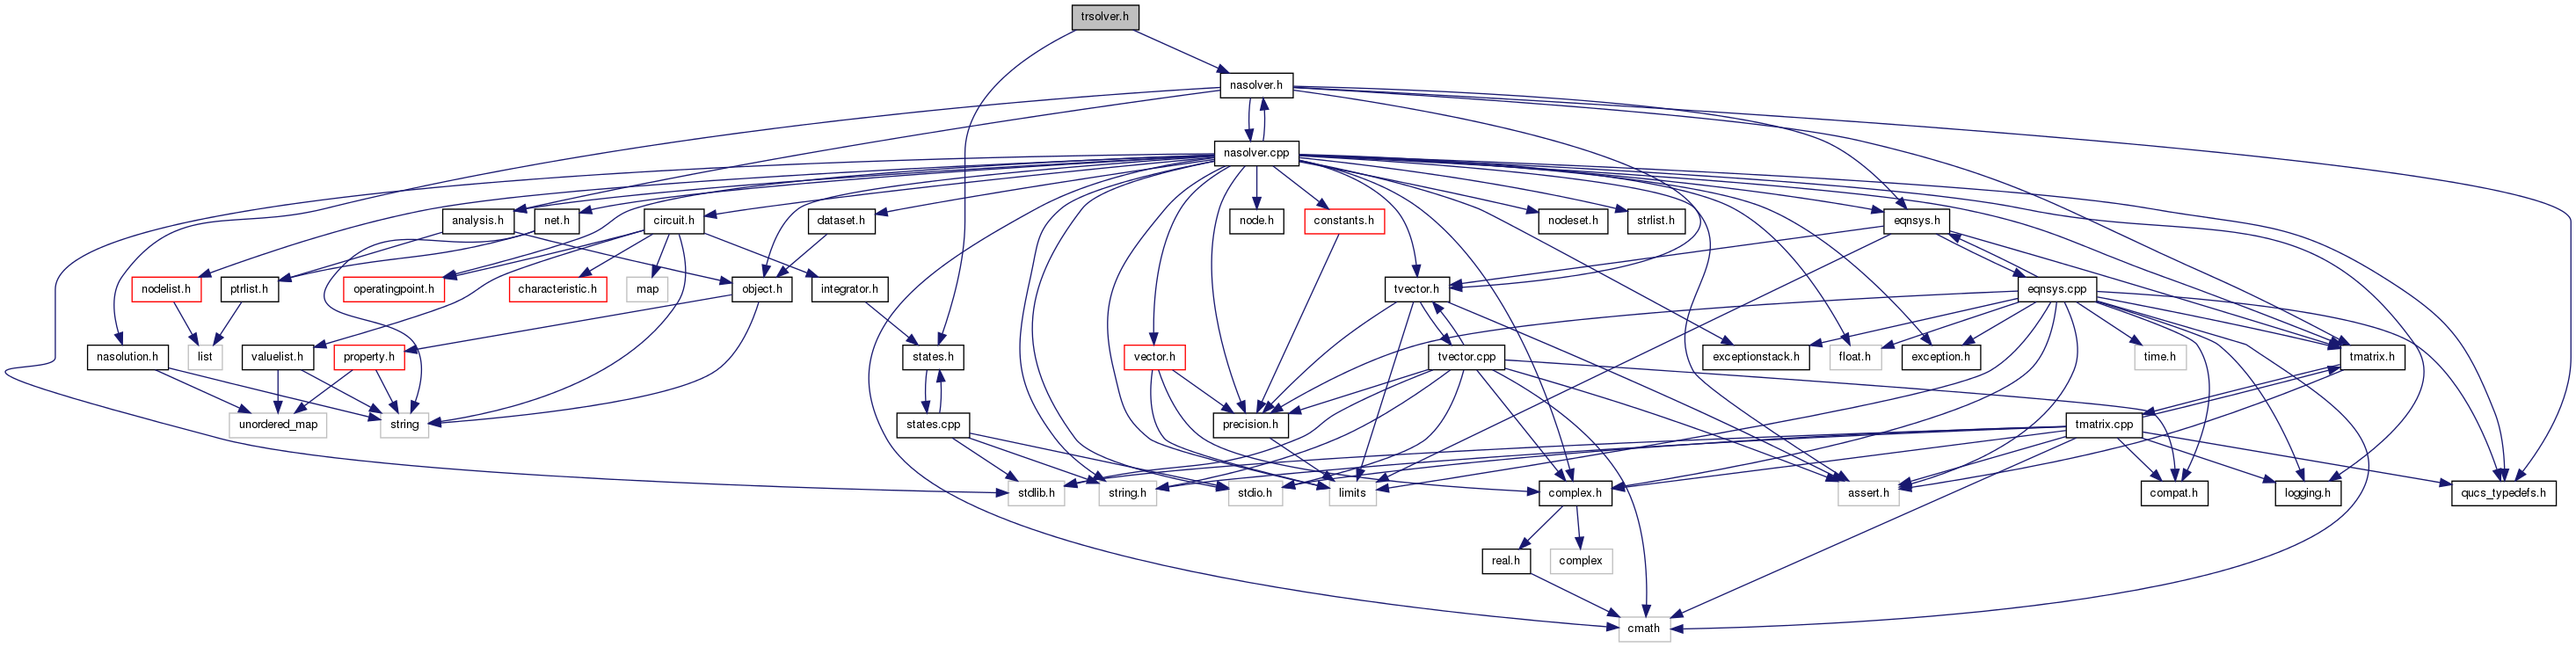 trsolver.h
nasolver.h
nasolver.cpp
analysis.h
net.h
circuit.h
dataset.h
node.h
constants.h
nodeset.h
strlist.h
eqnsys.h
nodelist.h
ptrlist.h
operatingpoint.h
characteristic.h
map
object.h
integrator.h
tvector.h
eqnsys.cpp
nasolution.h
list
valuelist.h
property.h
states.h
vector.h
tvector.cpp
exceptionstack.h
float.h
exception.h
time.h
tmatrix.h
unordered_map
string
states.cpp
precision.h
tmatrix.cpp
stdlib.h
string.h
stdio.h
limits
complex.h
assert.h
compat.h
logging.h
qucs_typedefs.h
real.h
complex
cmath